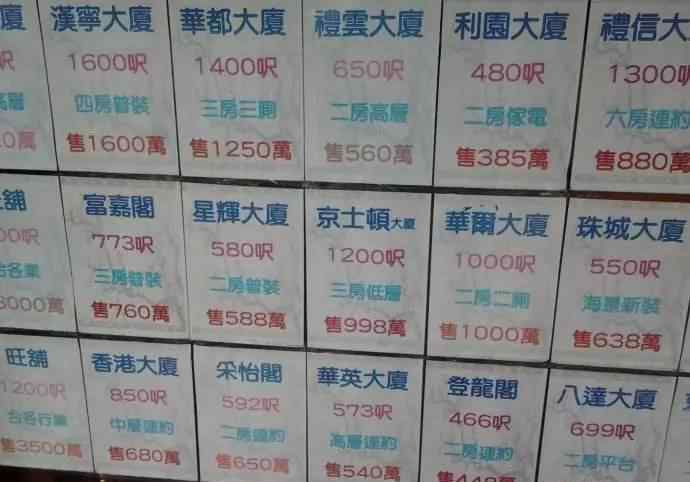 漢寧大廈
1600呎
四房普裝
售1600萬
華都大廈
1400呎
三房三廁
售1250萬
禮雲大廈
650呎
二房高層
售560萬
利園大廈
480呎
二房傢電
售385萬
禮信大
1300呎
六房連約
售880萬
富嘉閣
773呎
三房普裝
售760萬
星輝大廈
580呎
二房普裝
售588萬
京士頓大廈
1200呎
三房低層
售998萬
華爾大廈
1000呎
二房二廁
售1000萬
珠城大廈
550呎
海景新裝
售638萬
旺舖
1200呎
合各行業
售3500萬
香港大廈
850呎
中層連約
售680萬
采怡閣
592呎
二房連約
售650萬
華英大廈
573呎
高層連約
售540萬
登龍閣
466呎
二房連約
八達大廈
699呎
二房平台